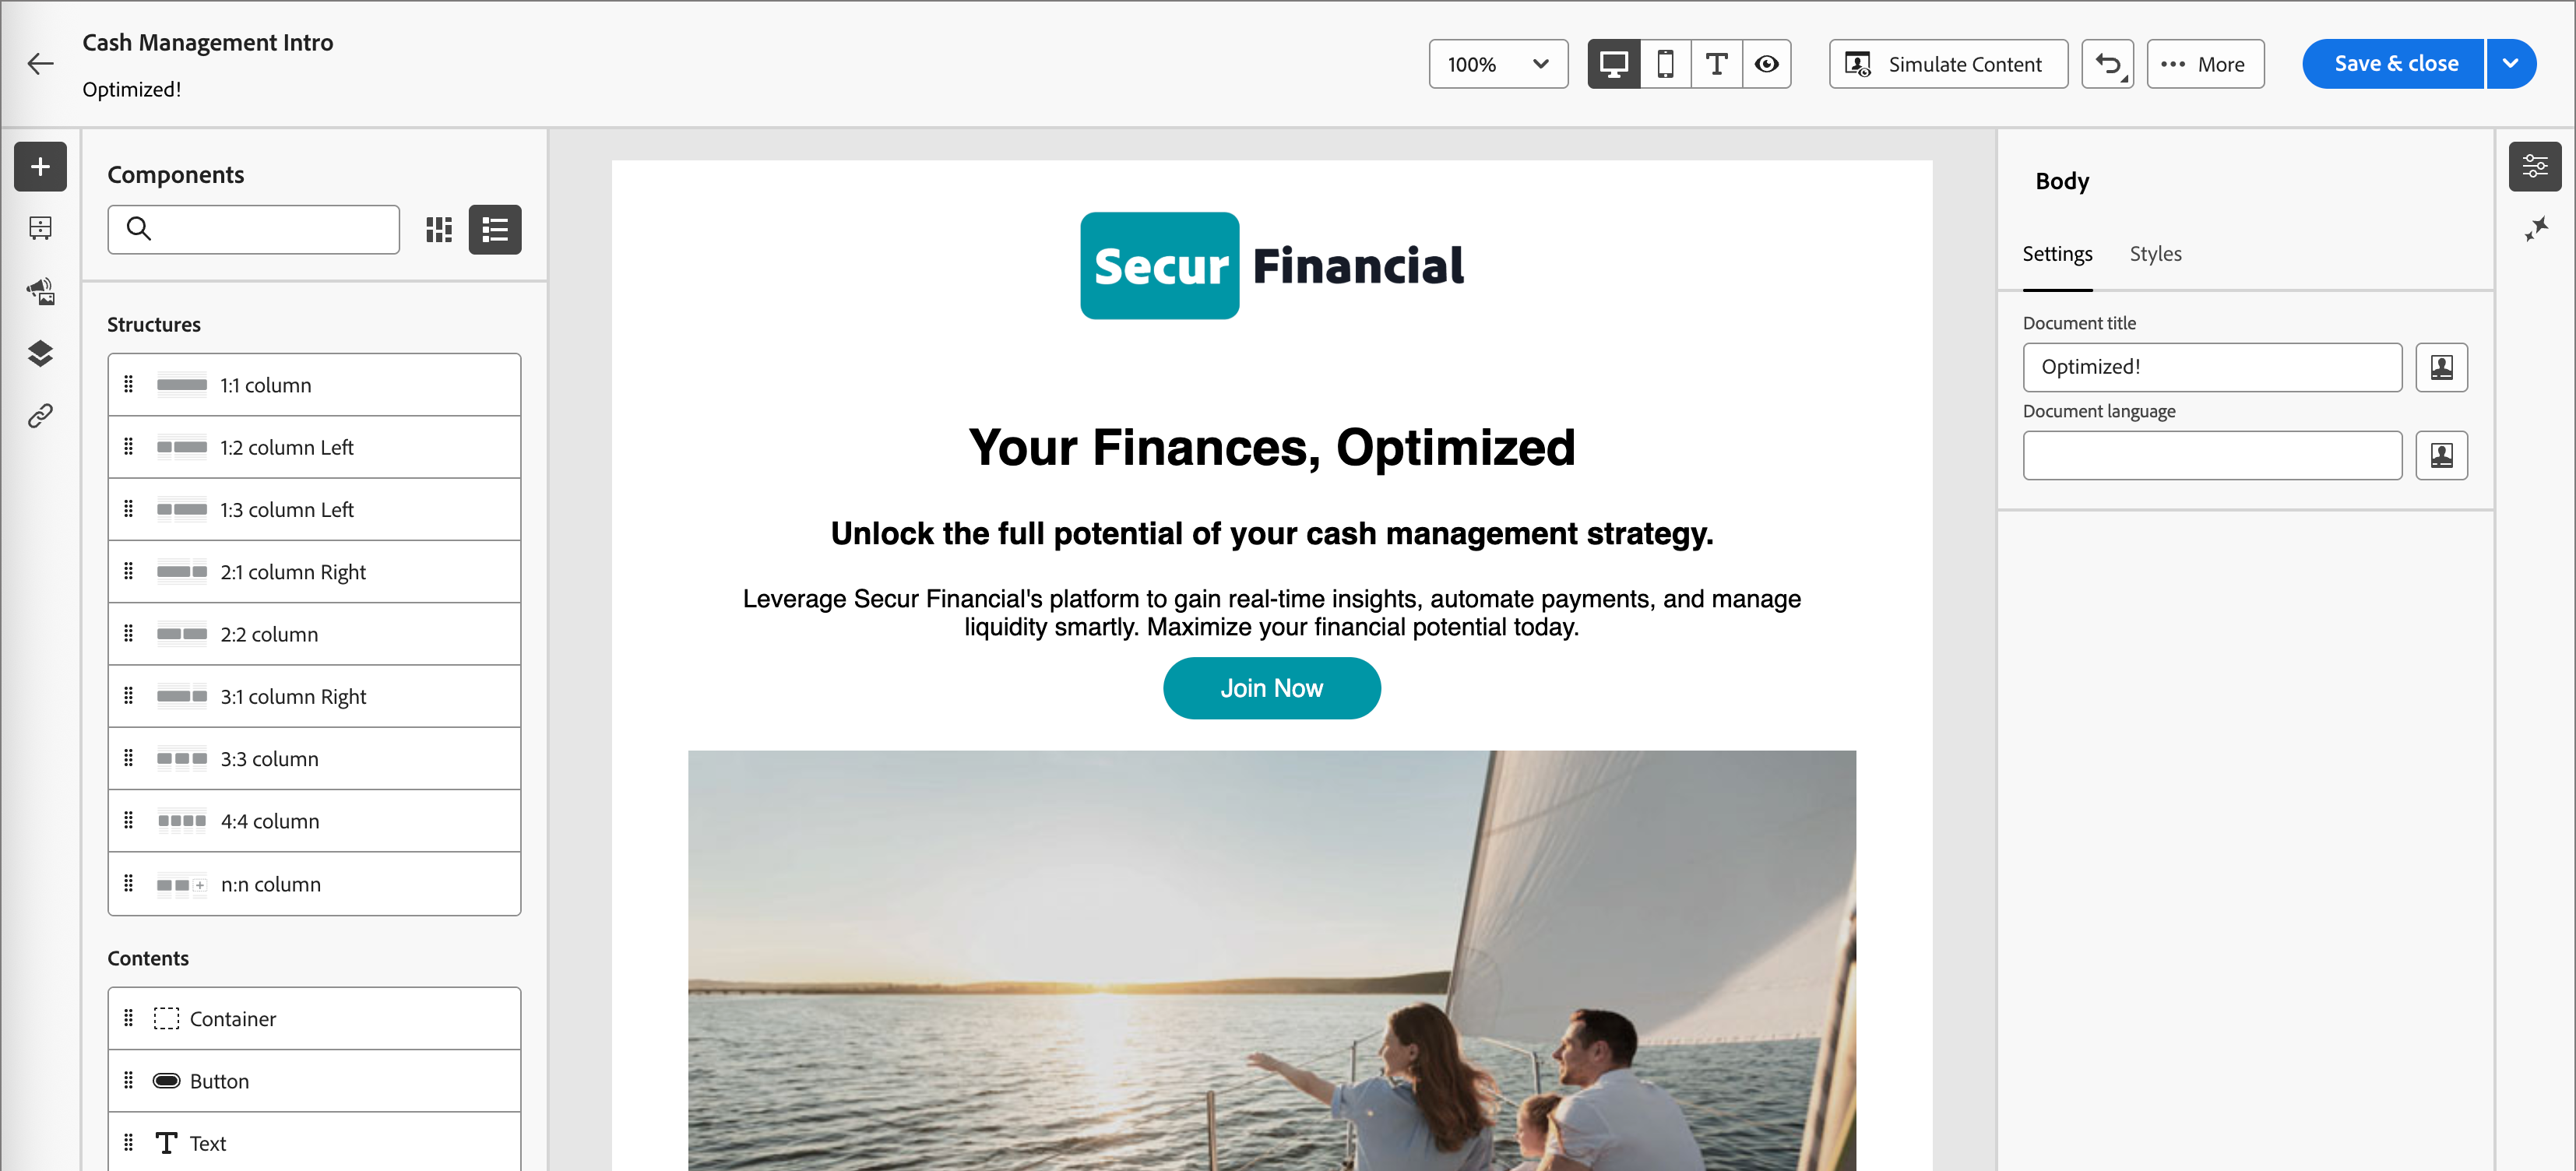 Cash Management Intro
Optimized!
100%
Simulate Content
More
Save & close
Components
Structures
1:1 column
1:2 column Left
1:3 column Left
2:1 column Right
2:2 column
3:1 column Right
3:3 column
4:4 column
n:n column
Contents
Container
Button
Text
Secur Financial
Your Finances, Optimized
Unlock the full potential of your cash management strategy.
Leverage Secur Financial's platform to gain real-time insights, automate payments, and manage
liquidity smartly. Maximize your financial potential today.
Join Now
Body
Settings Styles
Document title
Optimized!
Document language